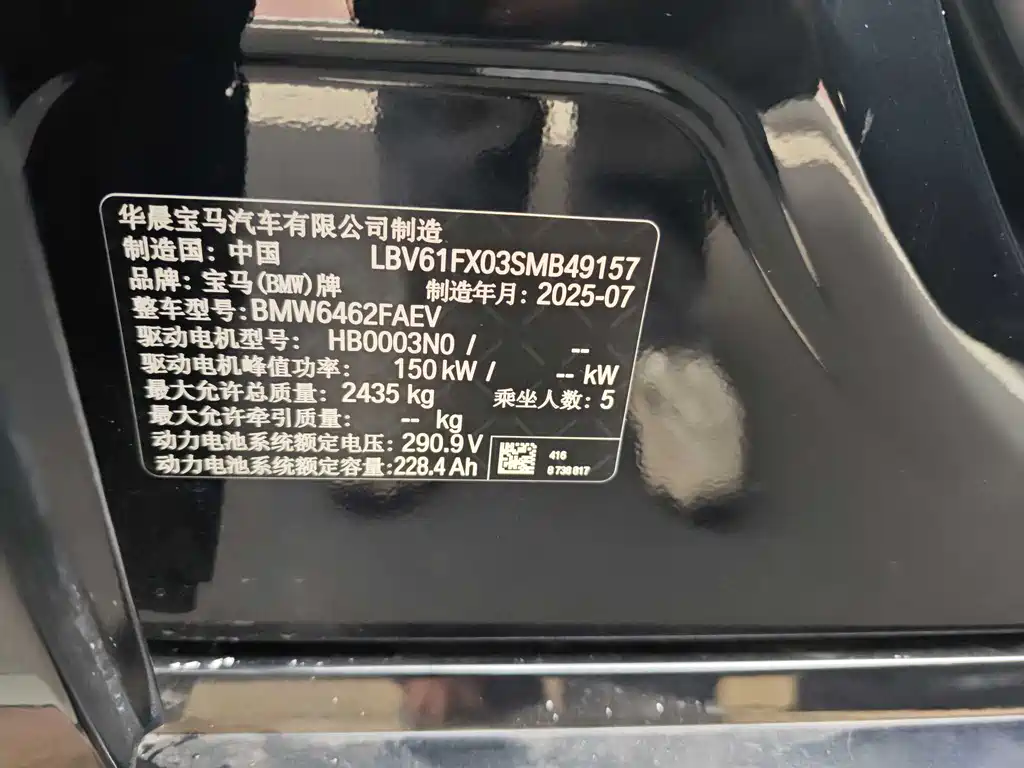 华晨宝马汽车有限公司制造
制造国: 中国 LBV61FX03SMB49157
品牌: 宝马(BMW)牌 制造年月: 2025-07
整车型号:BMW6462FAEV
驱动电机型号: HB0003N0 / --
驱动电机峰值功率: 150 kW / -- kW
最大允许总质量: 2435 kg 乘坐人数: 5
最大允许牵引质量: -- kg
动力电池系统额定电压: 290.9 V
动力电池系统额定容量:228.4 Ah
416
8738817